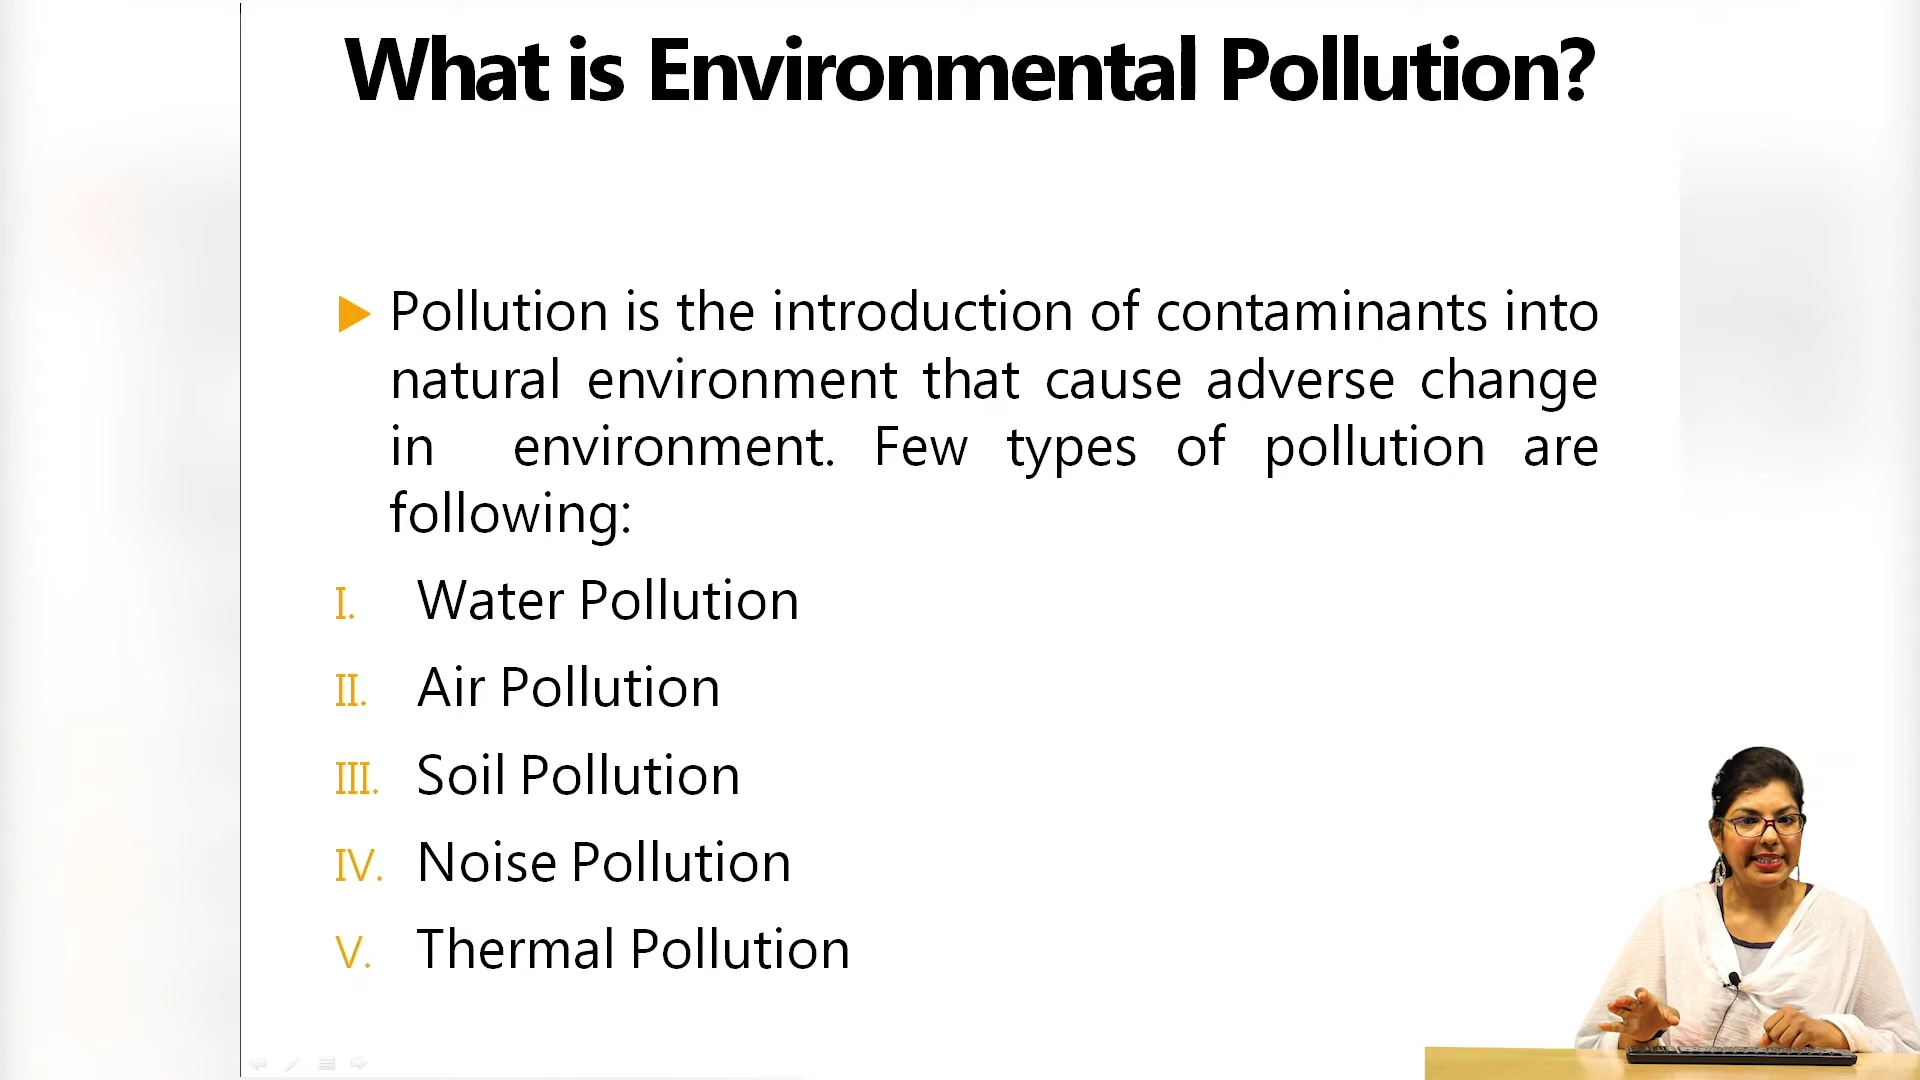 What is Environmental Pollution?
▶ Pollution is the introduction of contaminants into
natural environment that cause adverse change
in environment. Few types of pollution are
following:
I. Water Pollution
II. Air Pollution
III. Soil Pollution
IV. Noise Pollution
V. Thermal Pollution